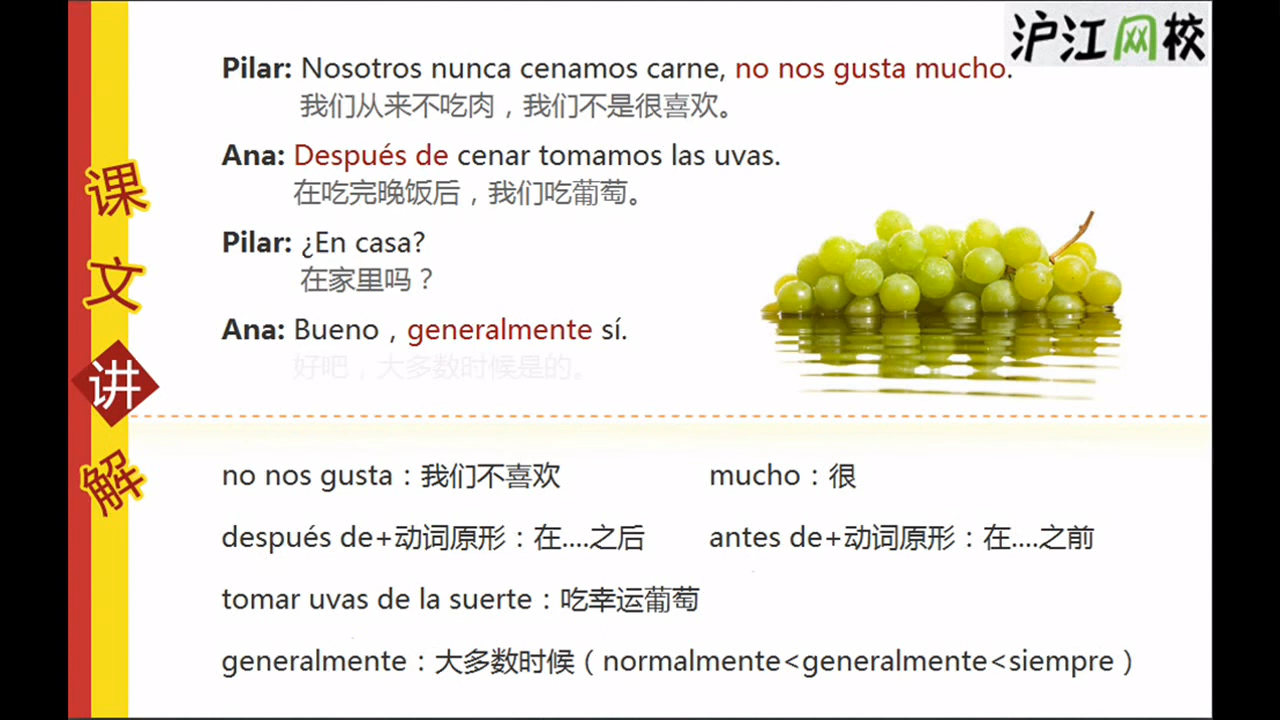 沪江网校
课文讲解
Pilar: Nosotros nunca cenamos carne, no nos gusta mucho.
我们从来不吃肉，我们不是很喜欢。
Ana: Después de cenar tomamos las uvas.
在吃完晚饭后，我们吃葡萄。
Pilar: ¿En casa?
在家里吗？
Ana: Bueno，generalmente sí.
好吧，大多数时候是的。
no nos gusta：我们不喜欢
mucho：很
después de+动词原形：在....之后
antes de+动词原形：在....之前
tomar uvas de la suerte：吃幸运葡萄
generalmente：大多数时候（normalmente<generalmente<siempre）